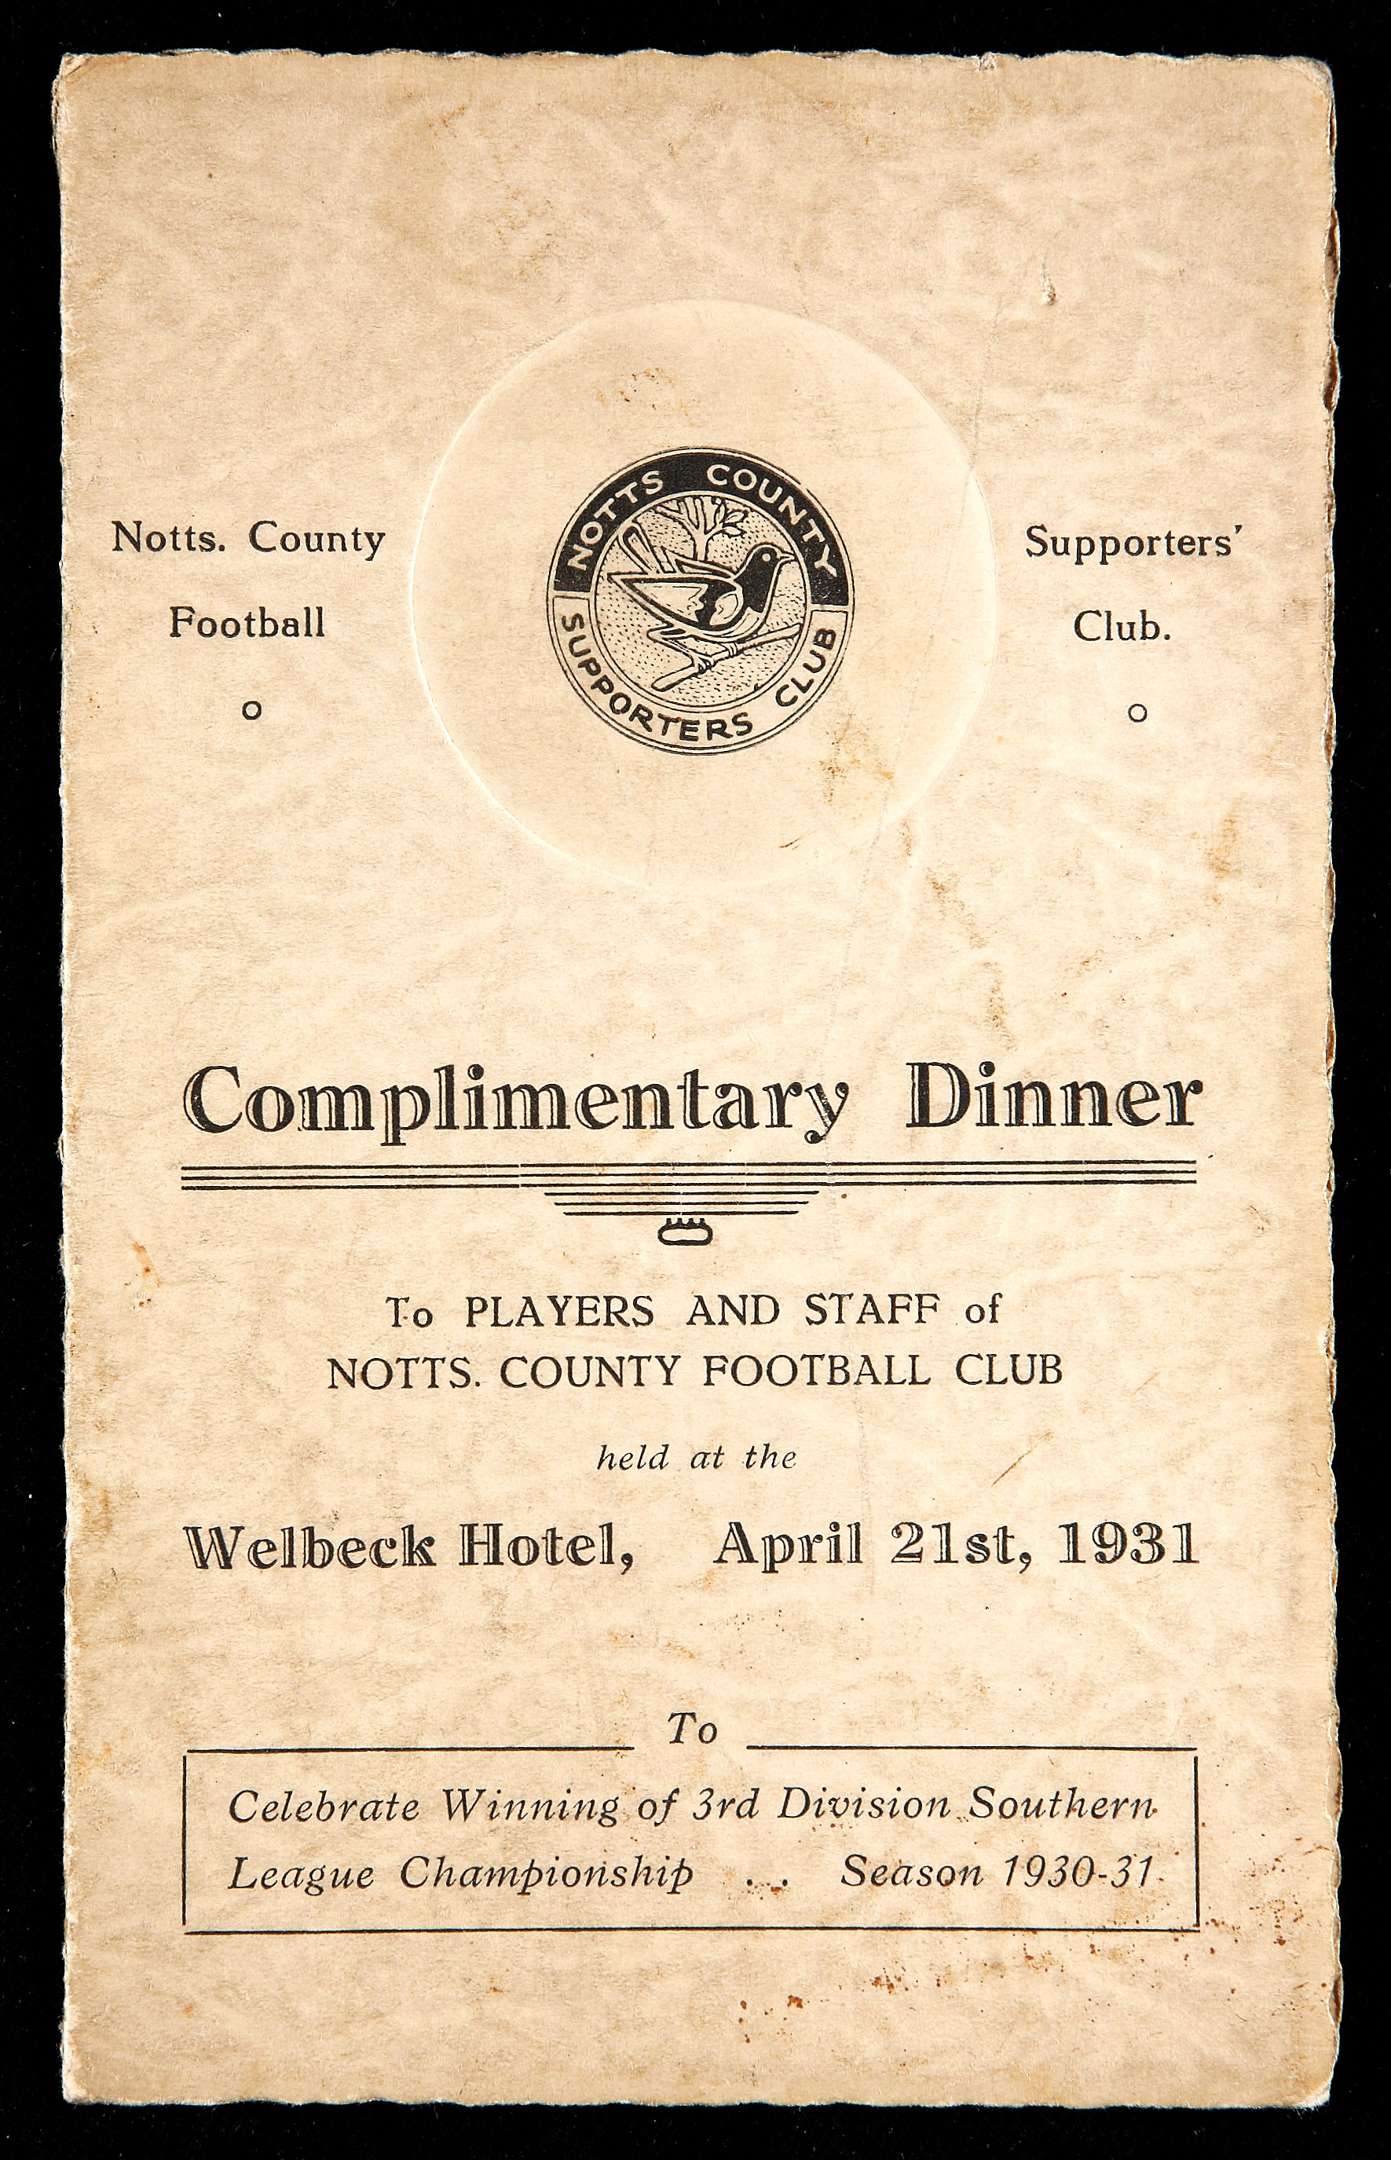 Notts. County
Football
o
NOTTS COUNTY
SUPPORTERS CLUB
Supporters'
Club.
o
Complimentary Dinner
To PLAYERS AND STAFF of
NOTTS. COUNTY FOOTBALL CLUB
held at the
Welbeck Hotel, April 21st, 1931
To
Celebrate Winning of 3rd Division Southern
League Championship . . Season 1930-31.